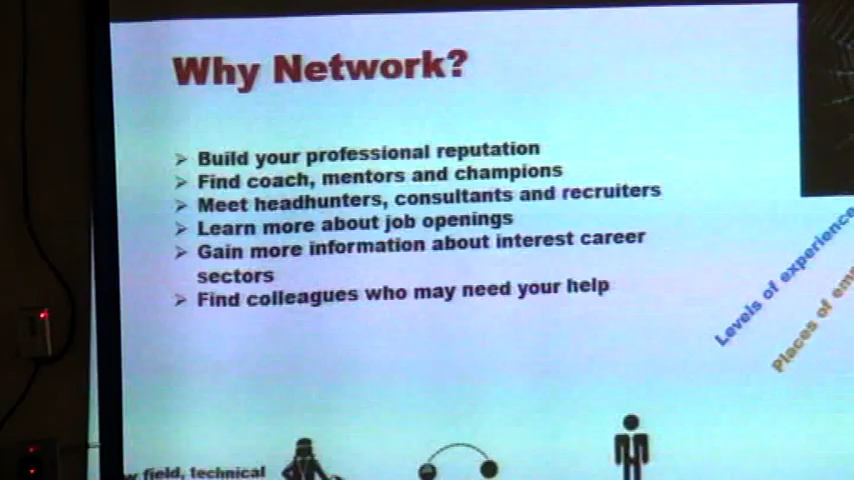 Why Network?
Build your professional reputation
Find coach, mentors and champions
Meet headhunters, consultants and recruiters
Learn more about job openings
Gain more information about interest career
sectors
Find colleagues who may need your help
Levels of experience
Places of
field, technical